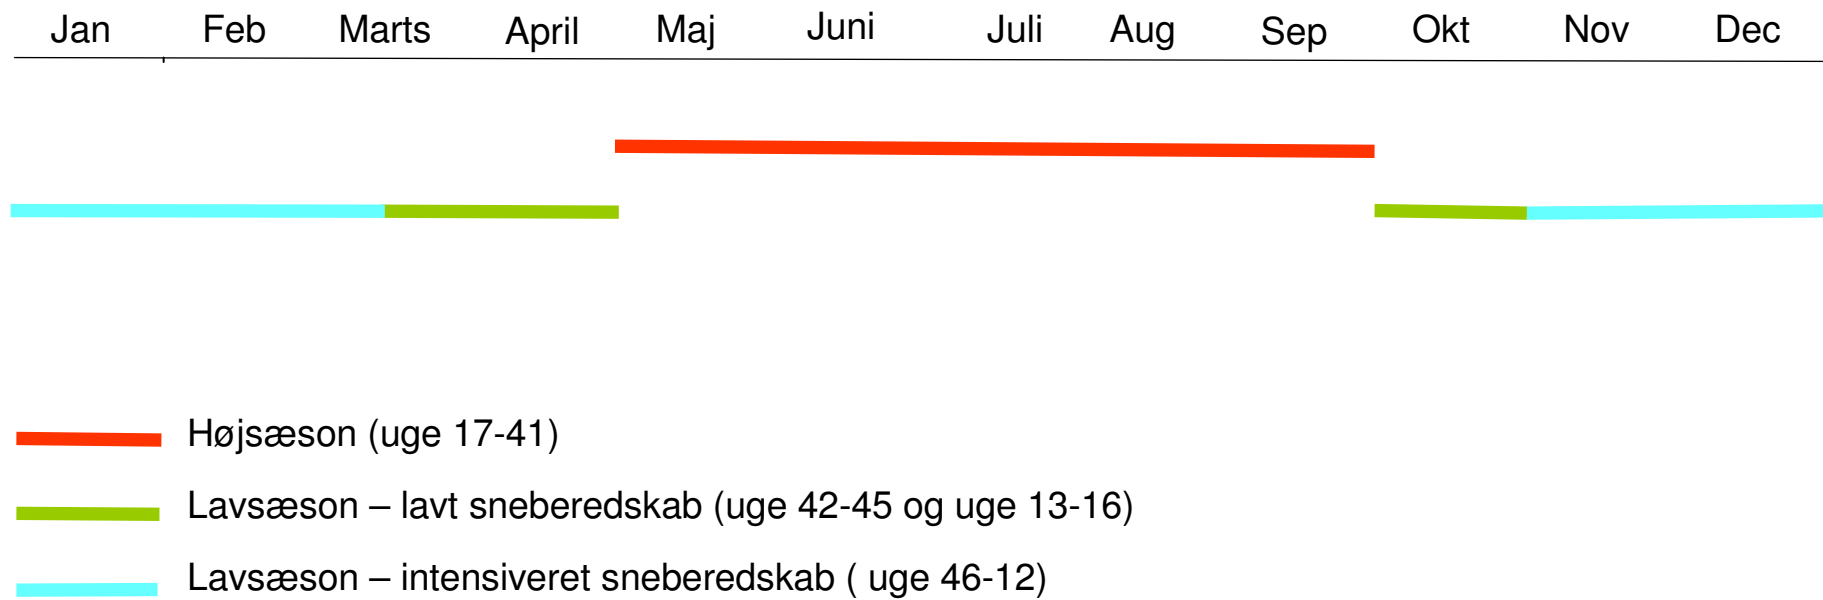 Jan Feb Marts April Maj Juni Juli Aug Sep Okt Nov Dec
Højsæson (uge 17-41)
Lavsæson – lavt sneberedskab (uge 42-45 og uge 13-16)
Lavsæson – intensiveret sneberedskab ( uge 46-12)